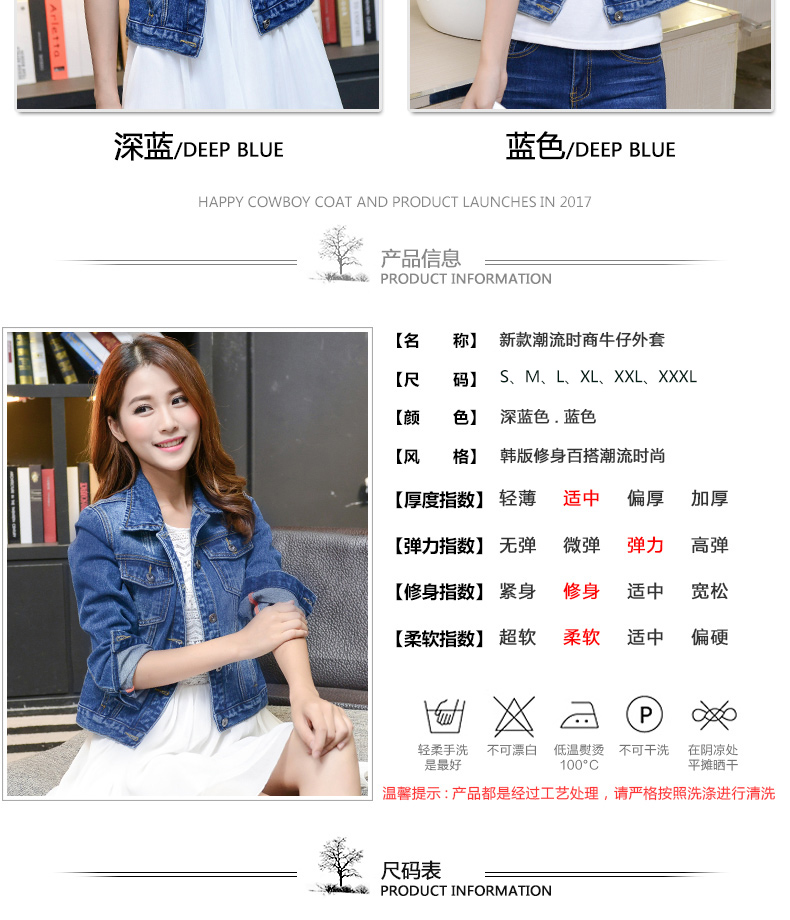 Arletta
深蓝/DEEP BLUE
蓝色/DEEP BLUE
HAPPY COWBOY COAT AND PRODUCT LAUNCHES IN 2017
产品信息
PRODUCT INFORMATION
【名 称】 新款潮流时商牛仔外套
【尺 码】 S、M、L、XL、XXL、XXXL
【颜 色】 深蓝色 . 蓝色
【风 格】 韩版修身百搭潮流时尚
【厚度指数】 轻薄 适中 偏厚 加厚
【弹力指数】 无弹 微弹 弹力 高弹
【修身指数】 紧身 修身 适中 宽松
【柔软指数】 超软 柔软 适中 偏硬
P
轻柔手洗 不可漂白 低温熨烫 不可干洗 在阴凉处
是最好 100°C 平摊晒干
温馨提示 : 产品都是经过工艺处理，请严格按照洗涤进行清洗
尺码表
PRODUCT INFORMATION